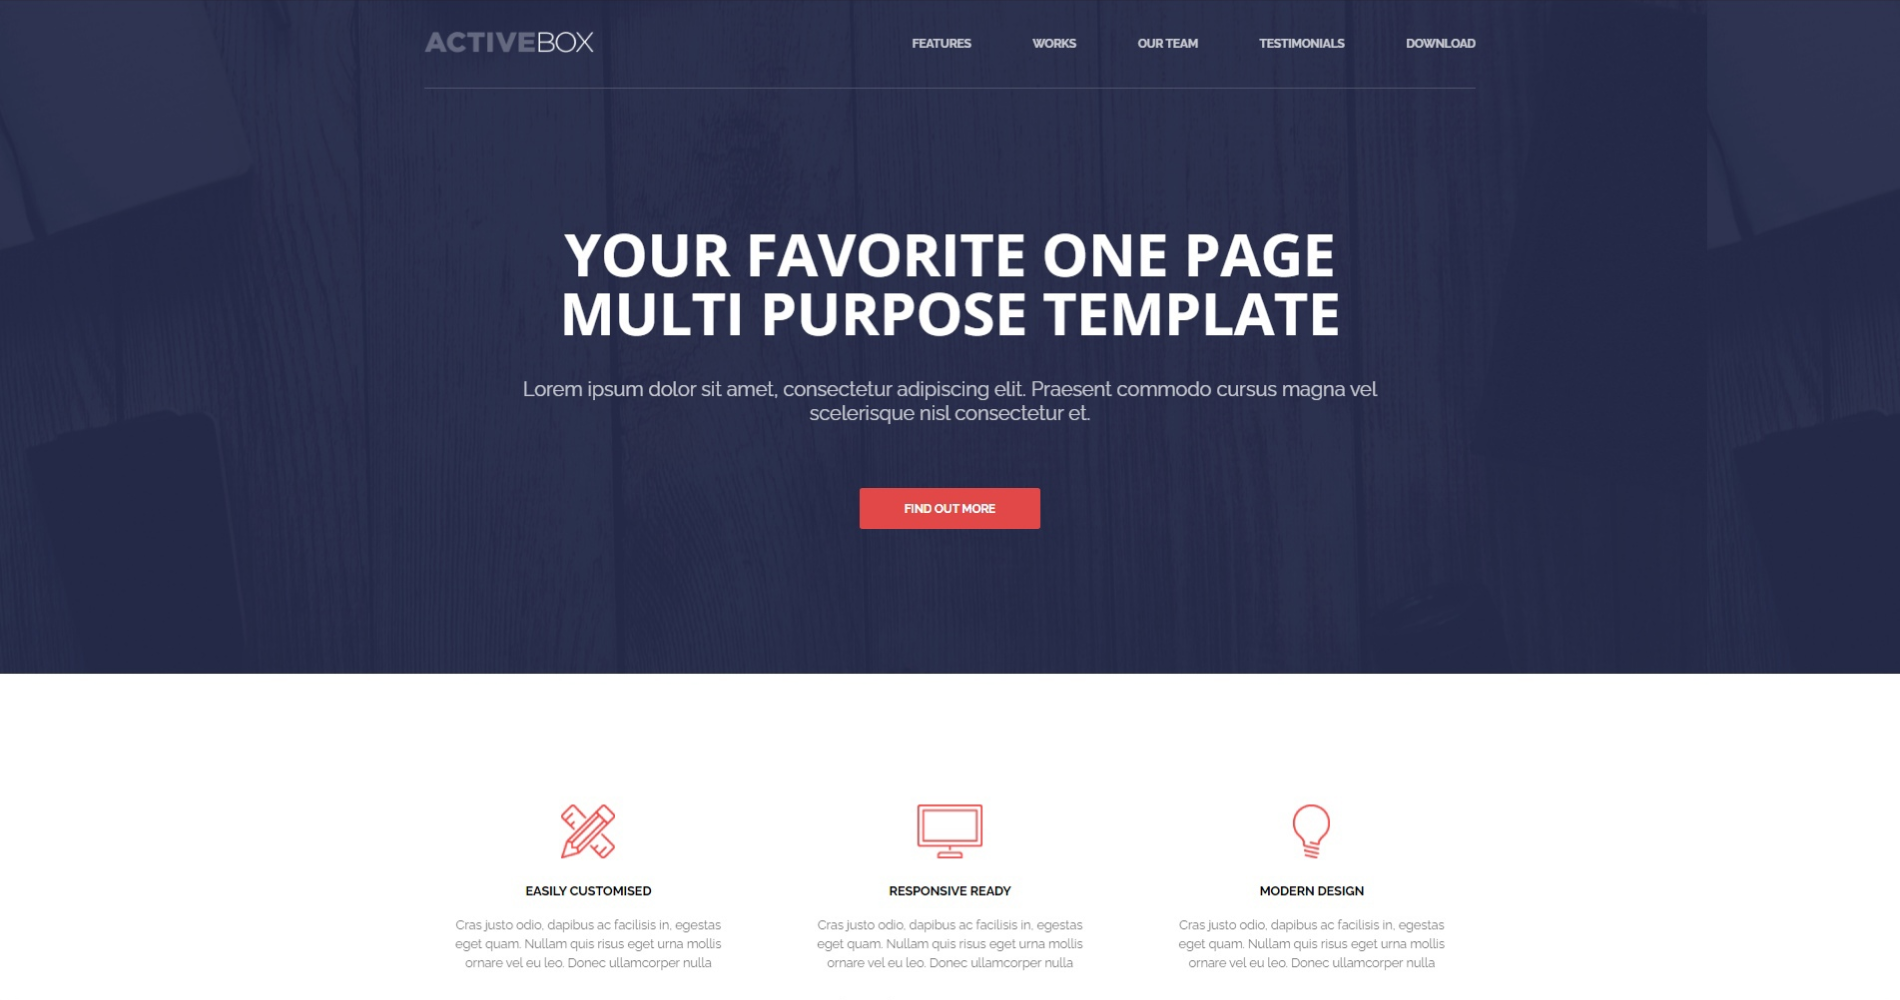 ACTIVEBOX
FEATURES WORKS OUR TEAM TESTIMONIALS DOWNLOAD
YOUR FAVORITE ONE PAGE
MULTI PURPOSE TEMPLATE
Lorem ipsum dolor sit amet, consectetur adipiscing elit. Praesent commodo cursus magna vel
scelerisque nisl consectetur et.
FIND OUT MORE
EASILY CUSTOMISED
Cras justo odio, dapibus ac facilisis in, egestas
eget quam. Nullam quis risus eget urna mollis
ornare vel eu leo. Donec ullamcorper nulla
RESPONSIVE READY
Cras justo odio, dapibus ac facilisis in, egestas
eget quam. Nullam quis risus eget urna mollis
ornare vel eu leo. Donec ullamcorper nulla
MODERN DESIGN
Cras justo odio, dapibus ac facilisis in, egestas
eget quam. Nullam quis risus eget urna mollis
ornare vel eu leo. Donec ullamcorper nulla